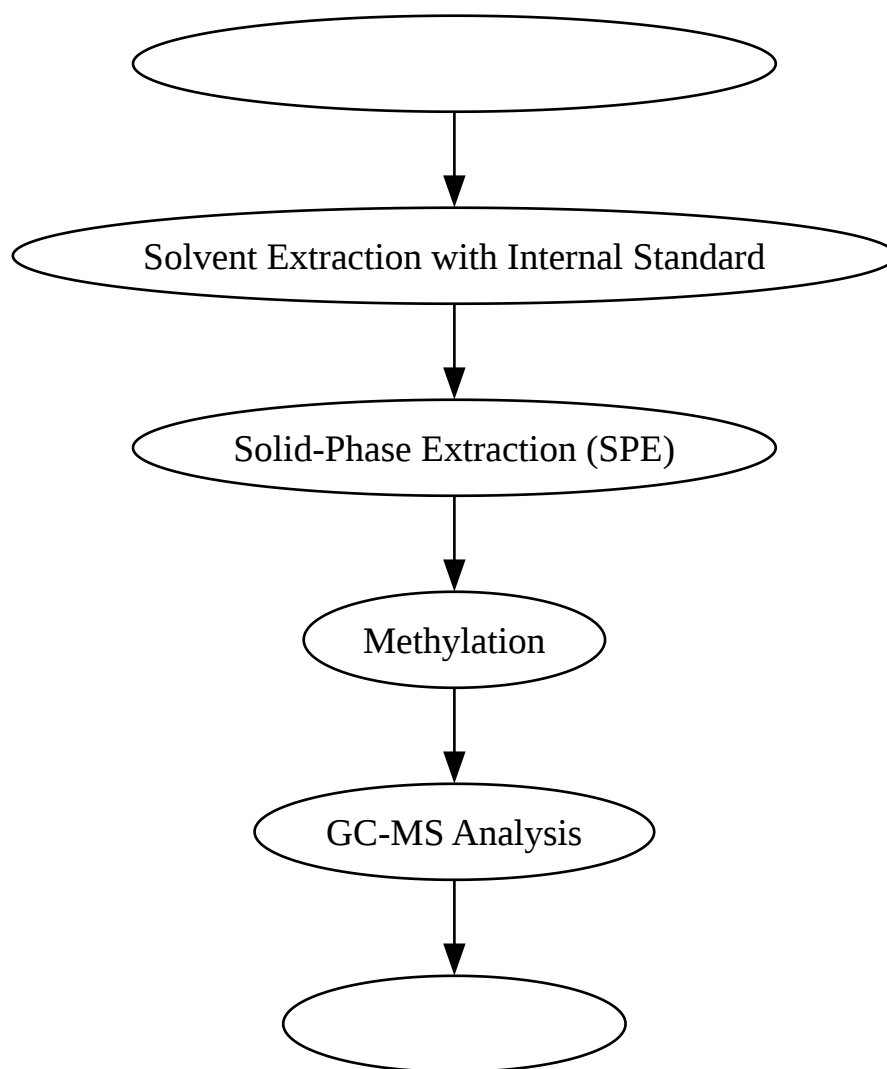 Solvent Extraction with Internal Standard
Solid-Phase Extraction (SPE)
Methylation
GC-MS Analysis